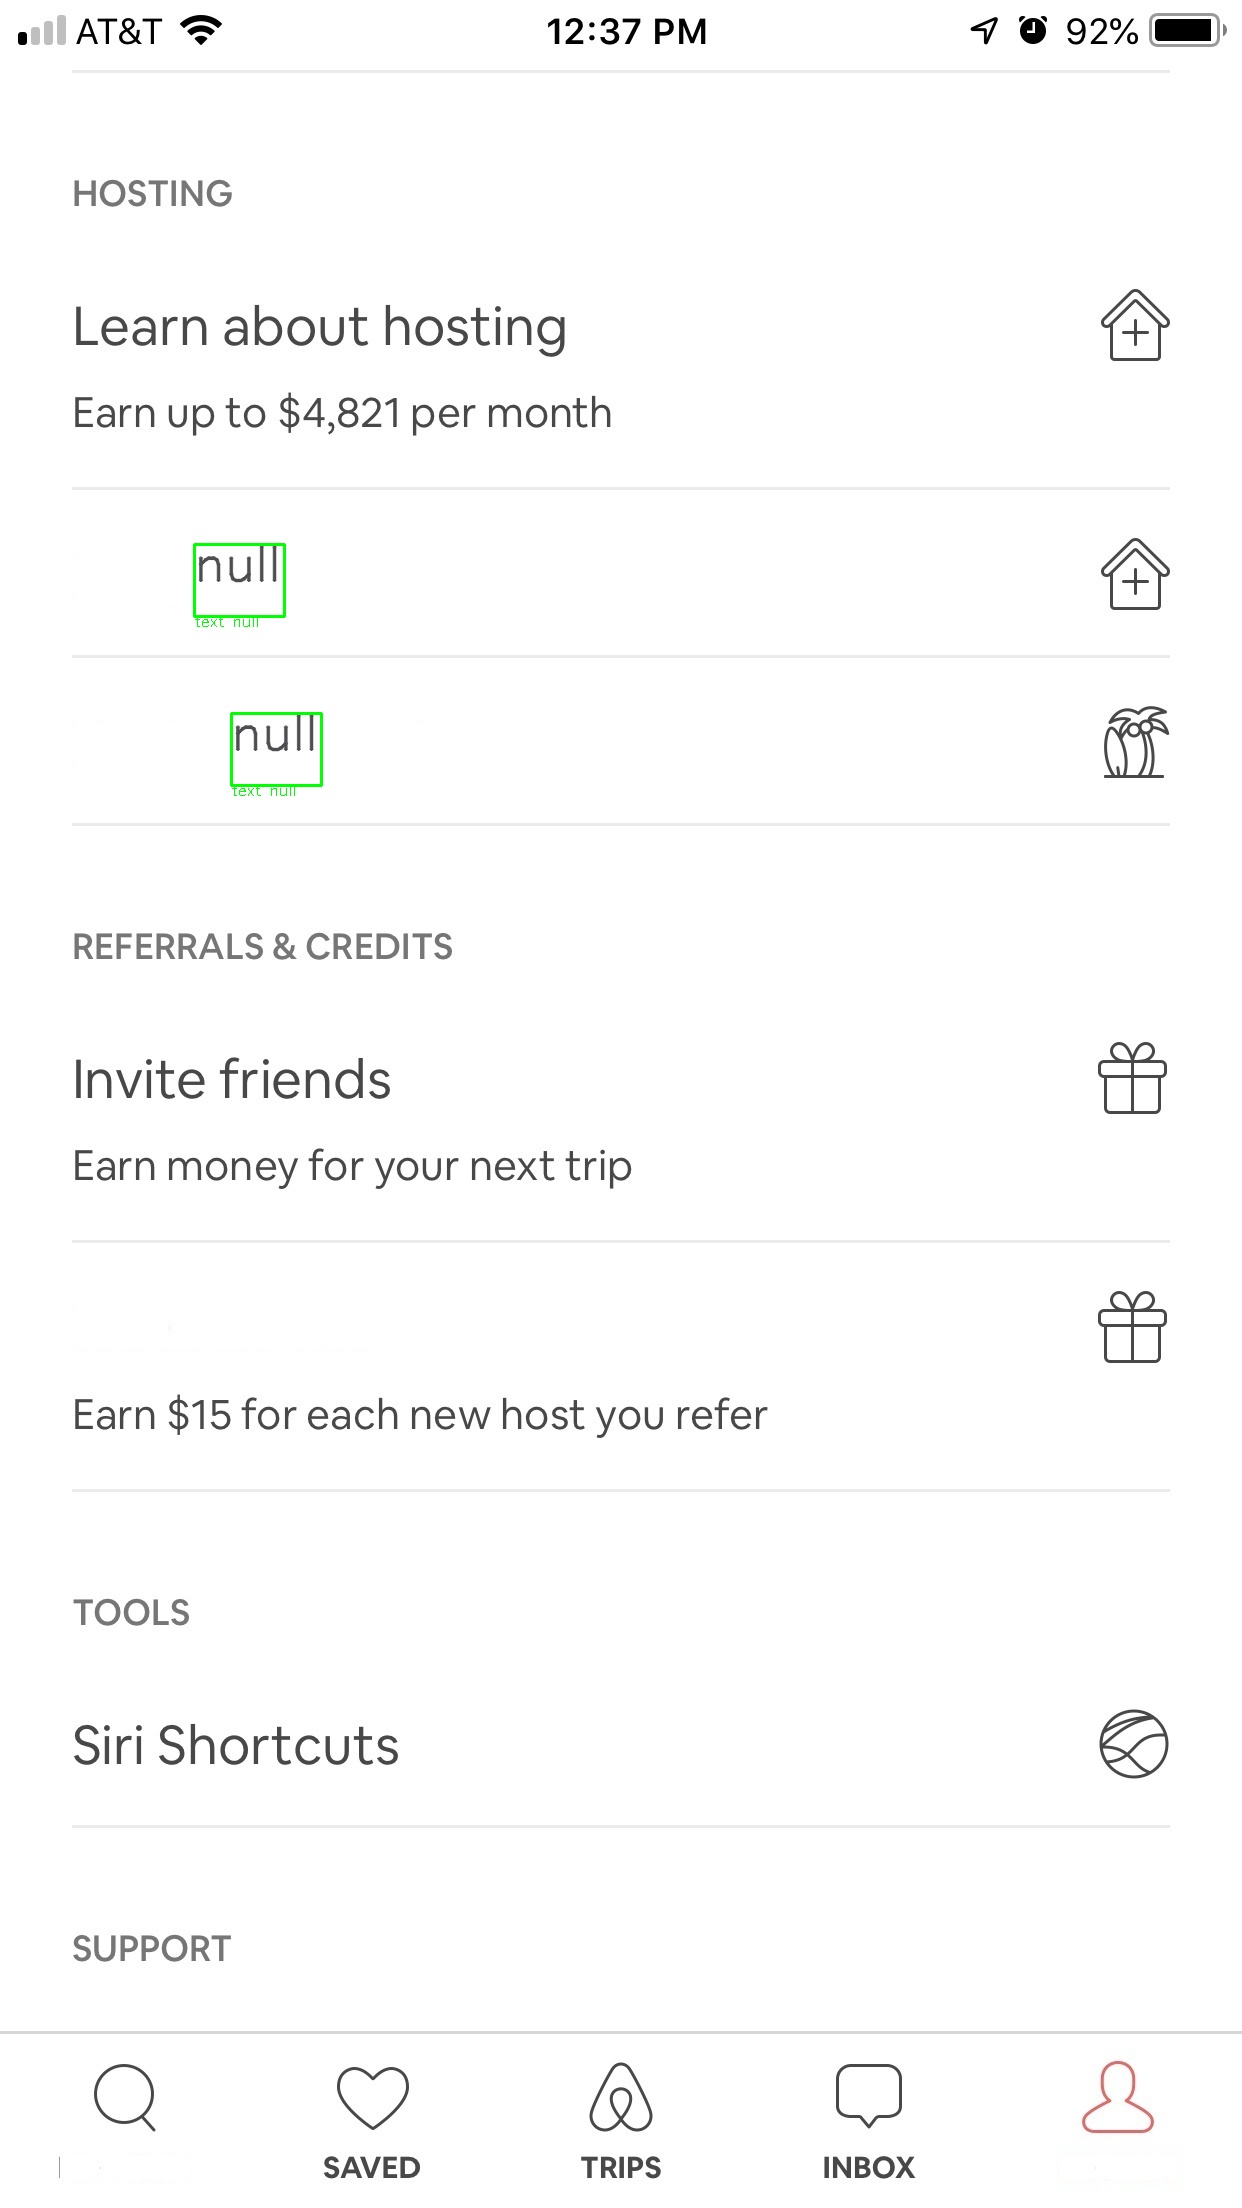 AT&T 12:37 PM 92%
HOSTING
Learn about hosting
Earn up to $4,821 per month
null
text null
null
text null
REFERRALS & CREDITS
Invite friends
Earn money for your next trip
Earn $15 for each new host you refer
TOOLS
Siri Shortcuts
SUPPORT
SAVED TRIPS INBOX